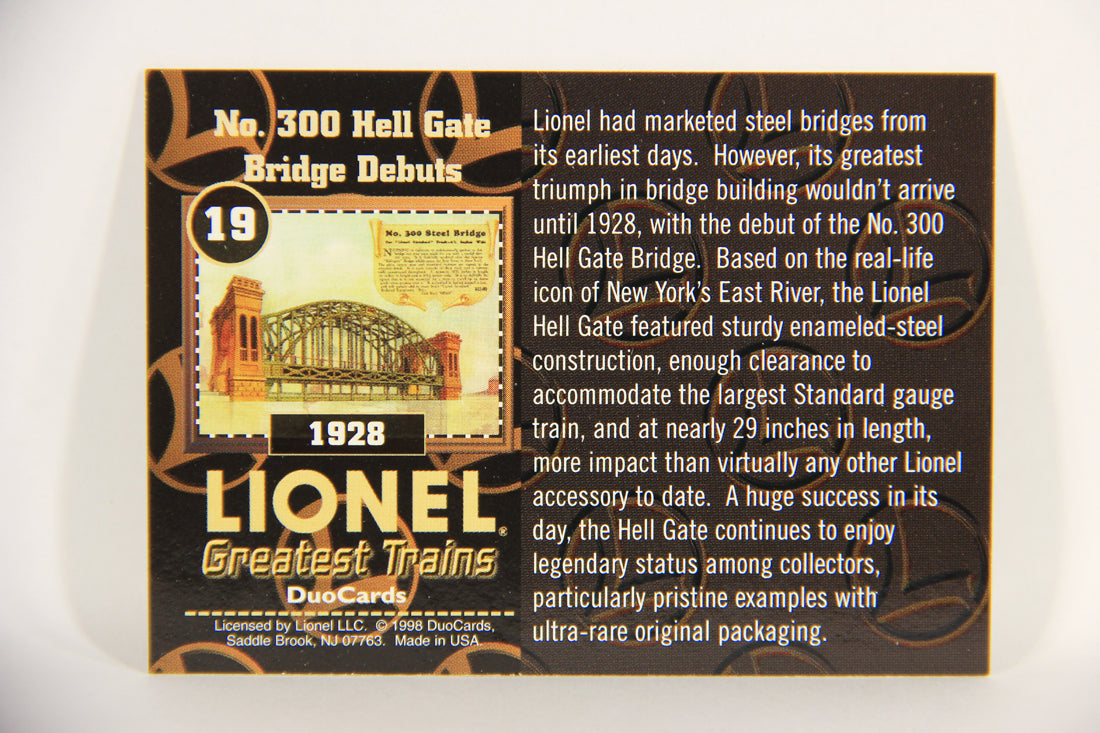 No. 300 Hell Gate
Bridge Debuts
19
No. 300 Steel Bridge
1928
LIONEL®
Greatest Trains
DuoCards
Licensed by Lionel LLC. © 1998 DuoCards,
Saddle Brook, NJ 07763. Made in USA.
Lionel had marketed steel bridges from
its earliest days. However, its greatest
triumph in bridge building wouldn't arrive
until 1928, with the debut of the No. 300
Hell Gate Bridge. Based on the real-life
icon of New York's East River, the Lionel
Hell Gate featured sturdy enameled-steel
construction, enough clearance to
accommodate the largest Standard gauge
train, and at nearly 29 inches in length,
more impact than virtually any other Lionel
accessory to date. A huge success in its
day, the Hell Gate continues to enjoy
legendary status among collectors,
particularly pristine examples with
ultra-rare original packaging.